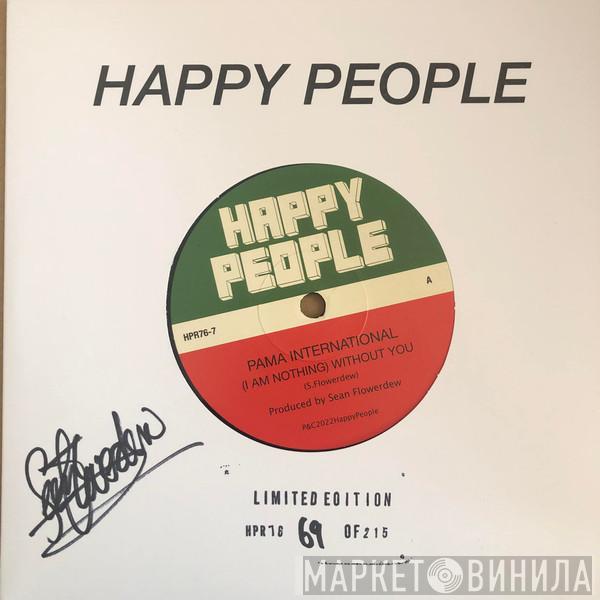 HAPPY PEOPLE
HAPPY
PEOPLE
HPR76-7
A
PAMA INTERNATIONAL
(I AM NOTHING) WITHOUT YOU
(S.Flowerdew)
Produced by Sean Flowerdew
P&C2022HappyPeople
LIMITED EDITION
HPR76 69 OF 215
МАРКЕТ ВИНИЛА